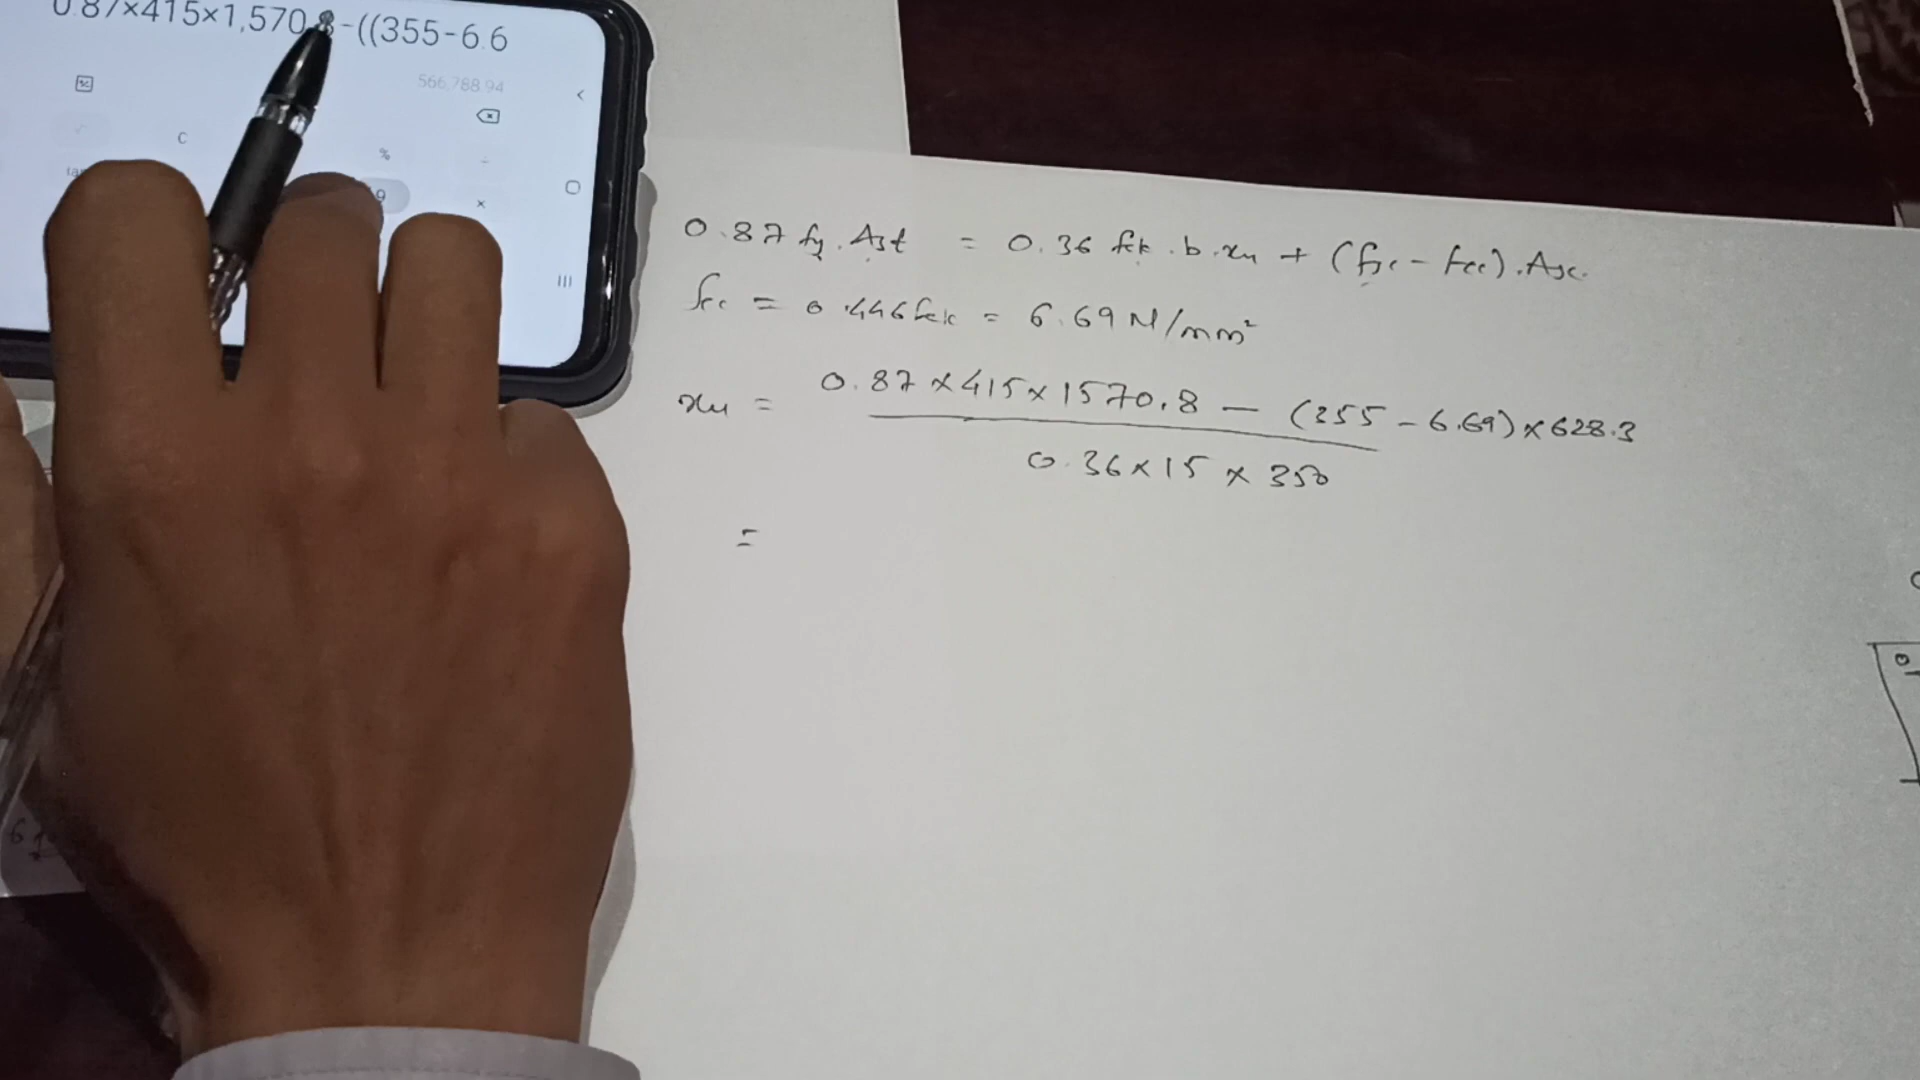 0.87×415×1,570.8-((355-6.6
566,788.94
C
%
÷
9
×
0.87 fy. Ast = 0.36 fck .b.xu + (fsc - fcc).Asc.
fcc = 0.446fck = 6.69 N/mm²
xu = 0.87 × 415 × 1570.8 - (355 - 6.69) × 628.3
0.36 × 15 × 350
=